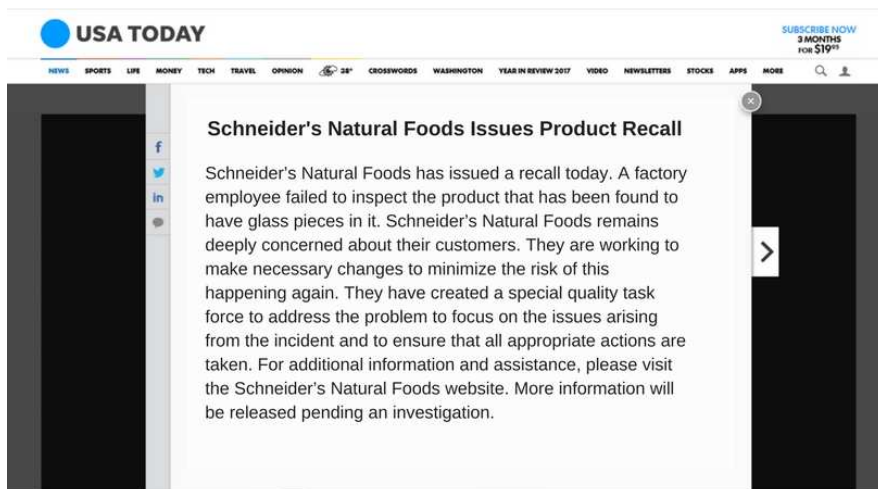 USA TODAY
SUBSCRIBE NOW
3 MONTHS
FOR $19⁹⁵
NEWS SPORTS LIFE MONEY TECH TRAVEL OPINION 38° CROSSWORDS WASHINGTON YEAR IN REVIEW 2017 VIDEO NEWSLETTERS STOCKS APPS MORE
Schneider's Natural Foods Issues Product Recall
Schneider's Natural Foods has issued a recall today. A factory
employee failed to inspect the product that has been found to
have glass pieces in it. Schneider's Natural Foods remains
deeply concerned about their customers. They are working to
make necessary changes to minimize the risk of this
happening again. They have created a special quality task
force to address the problem to focus on the issues arising
from the incident and to ensure that all appropriate actions are
taken. For additional information and assistance, please visit
the Schneider's Natural Foods website. More information will
be released pending an investigation.